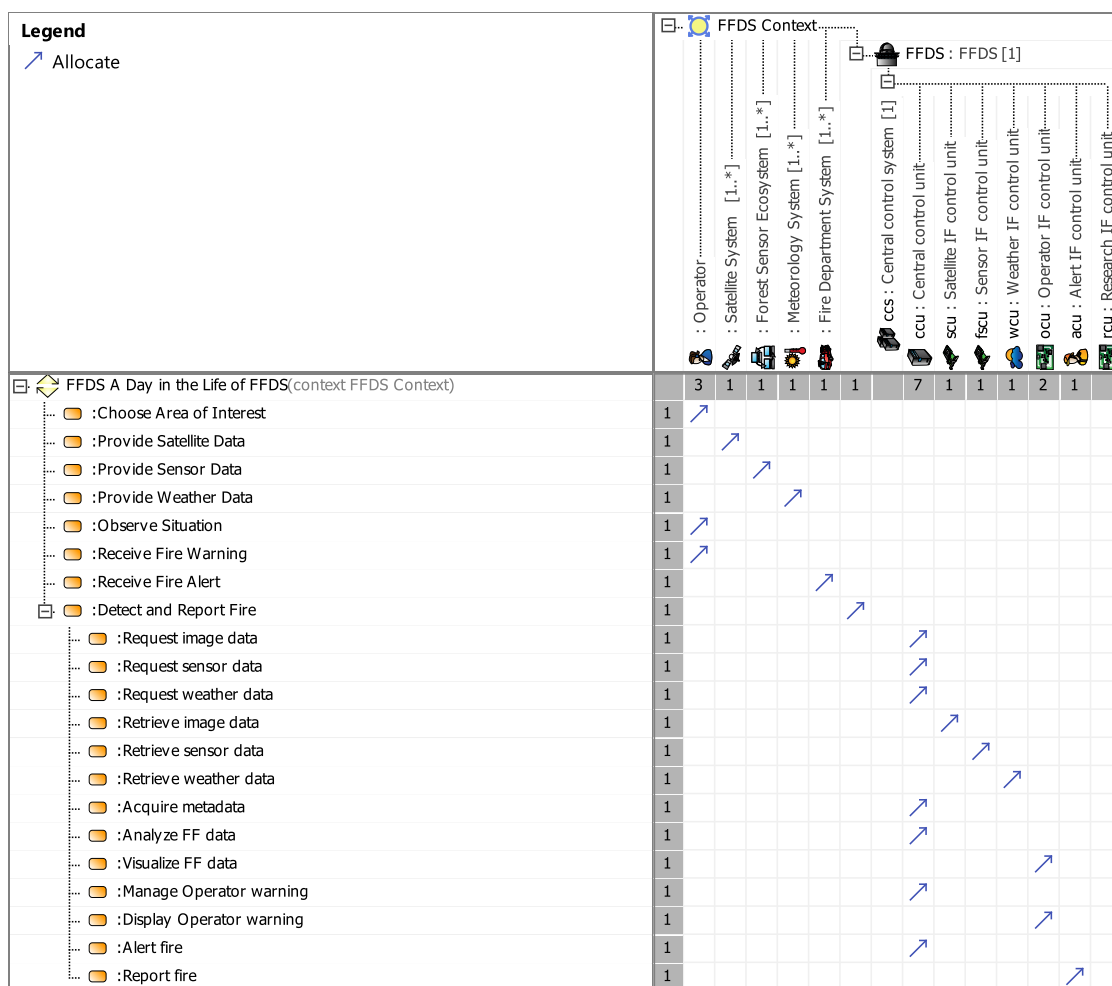 Legend
Allocate
FFDS Context
FFDS : FFDS [1]
: Operator
: Satellite System [1..*]
: Forest Sensor Ecosystem [1..*]
: Meteorology System [1..*]
: Fire Department System [1..*]
ccs : Central control system [1]
ccu : Central control unit
scu : Satellite IF control unit
fscu : Sensor IF control unit
wcu : Weather IF control unit
ocu : Operator IF control unit
acu : Alert IF control unit
rcu : Research IF control unit
FFDS A Day in the Life of FFDS(context FFDS Context) 3 1 1 1 1 1 7 1 1 1 2 1
:Choose Area of Interest 1
:Provide Satellite Data 1
:Provide Sensor Data 1
:Provide Weather Data 1
:Observe Situation 1
:Receive Fire Warning 1
:Receive Fire Alert 1
:Detect and Report Fire 1
:Request image data 1
:Request sensor data 1
:Request weather data 1
:Retrieve image data 1
:Retrieve sensor data 1
:Retrieve weather data 1
:Acquire metadata 1
:Analyze FF data 1
:Visualize FF data 1
:Manage Operator warning 1
:Display Operator warning 1
:Alert fire 1
:Report fire 1